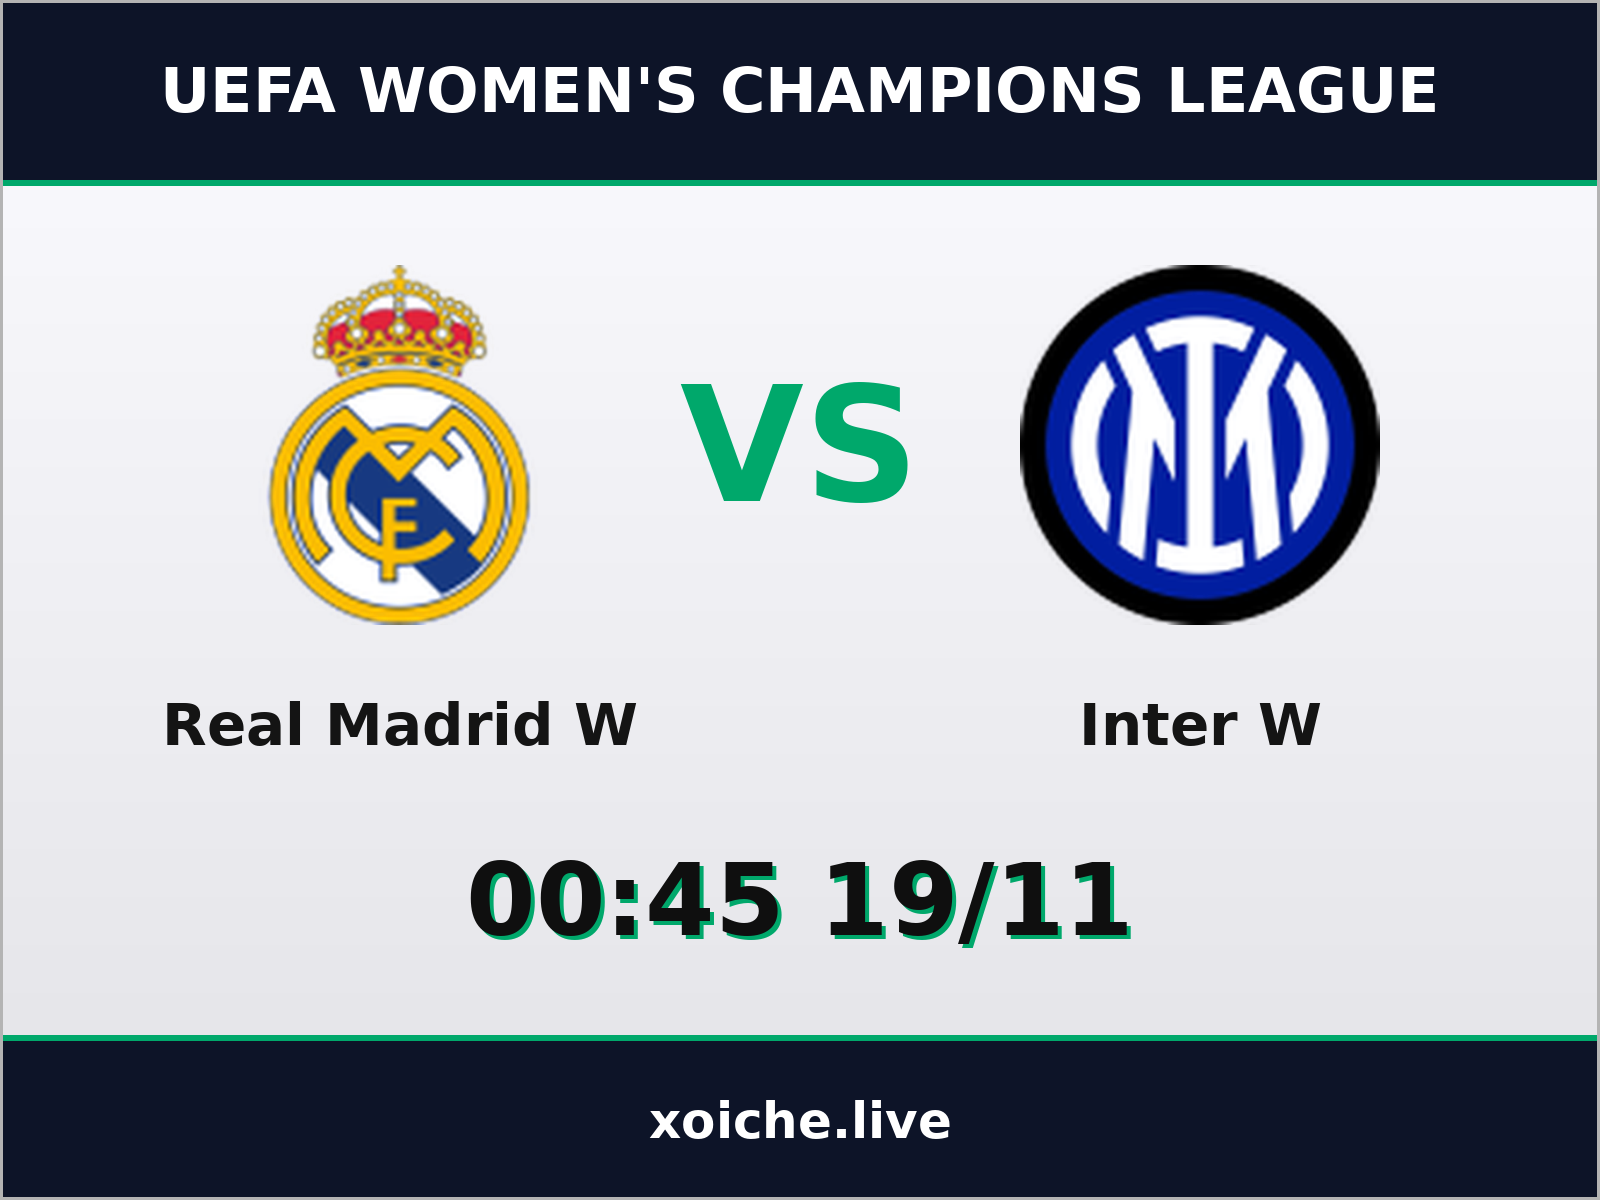 UEFA WOMEN'S CHAMPIONS LEAGUE
VS
Real Madrid W
Inter W
00:45 19/11
xoiche.live